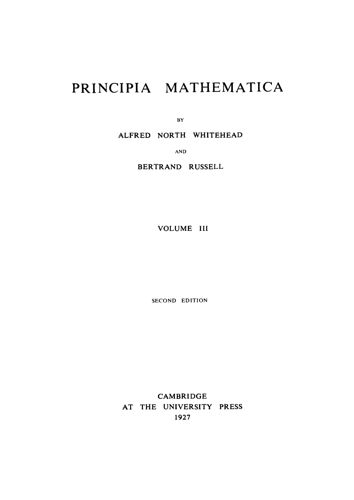 PRINCIPIA MATHEMATICA
BY
ALFRED NORTH WHITEHEAD
AND
BERTRAND RUSSELL
VOLUME III
SECOND EDITION
CAMBRIDGE
AT THE UNIVERSITY PRESS
1927